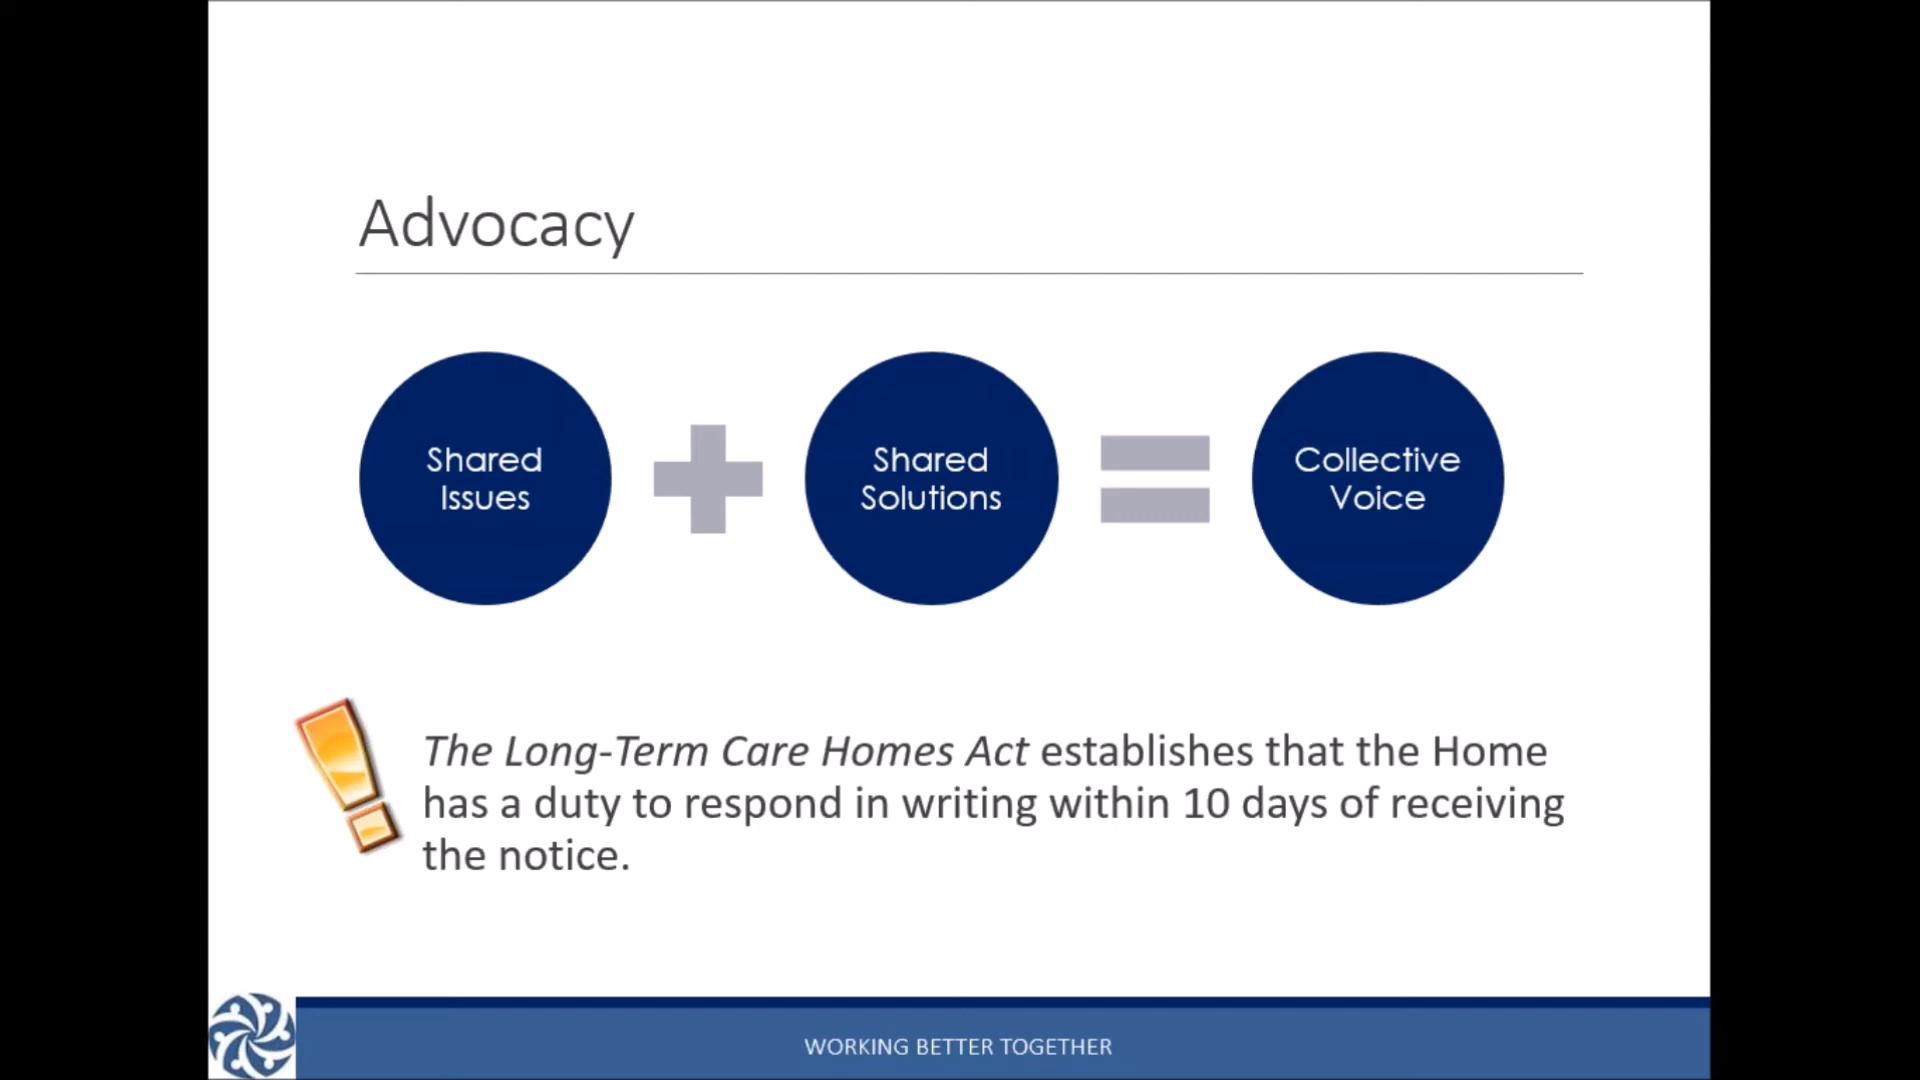 Advocacy
Shared
Issues
Shared
Solutions
Collective
Voice
The Long-Term Care Homes Act establishes that the Home
has a duty to respond in writing within 10 days of receiving
the notice.
WORKING BETTER TOGETHER